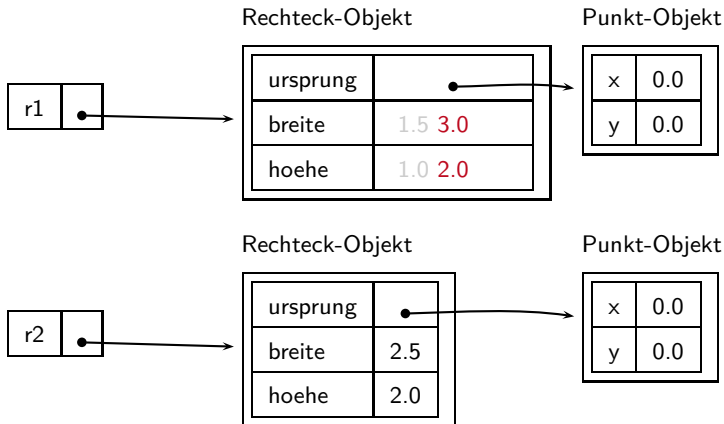 Rechteck-Objekt Punkt-Objekt
ursprung x 0.0
r1
breite 1.5 3.0 y 0.0
hoehe 1.0 2.0
Rechteck-Objekt Punkt-Objekt
ursprung x 0.0
r2
breite 2.5 y 0.0
hoehe 2.0